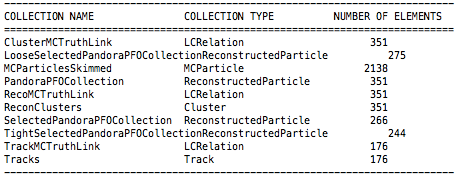 ---------------------------------------------------------------------------
COLLECTION NAME               COLLECTION TYPE          NUMBER OF ELEMENTS
===========================================================================
ClusterMCTruthLink            LCRelation                     351
LooseSelectedPandoraPFOCollectionReconstructedParticle          275
MCParticlesSkimmed            MCParticle                    2138
PandoraPFOCollection          ReconstructedParticle          351
RecoMCTruthLink               LCRelation                     351
ReconClusters                 Cluster                        351
SelectedPandoraPFOCollection  ReconstructedParticle          266
TightSelectedPandoraPFOCollectionReconstructedParticle          244
TrackMCTruthLink              LCRelation                     176
Tracks                        Track                          176
---------------------------------------------------------------------------